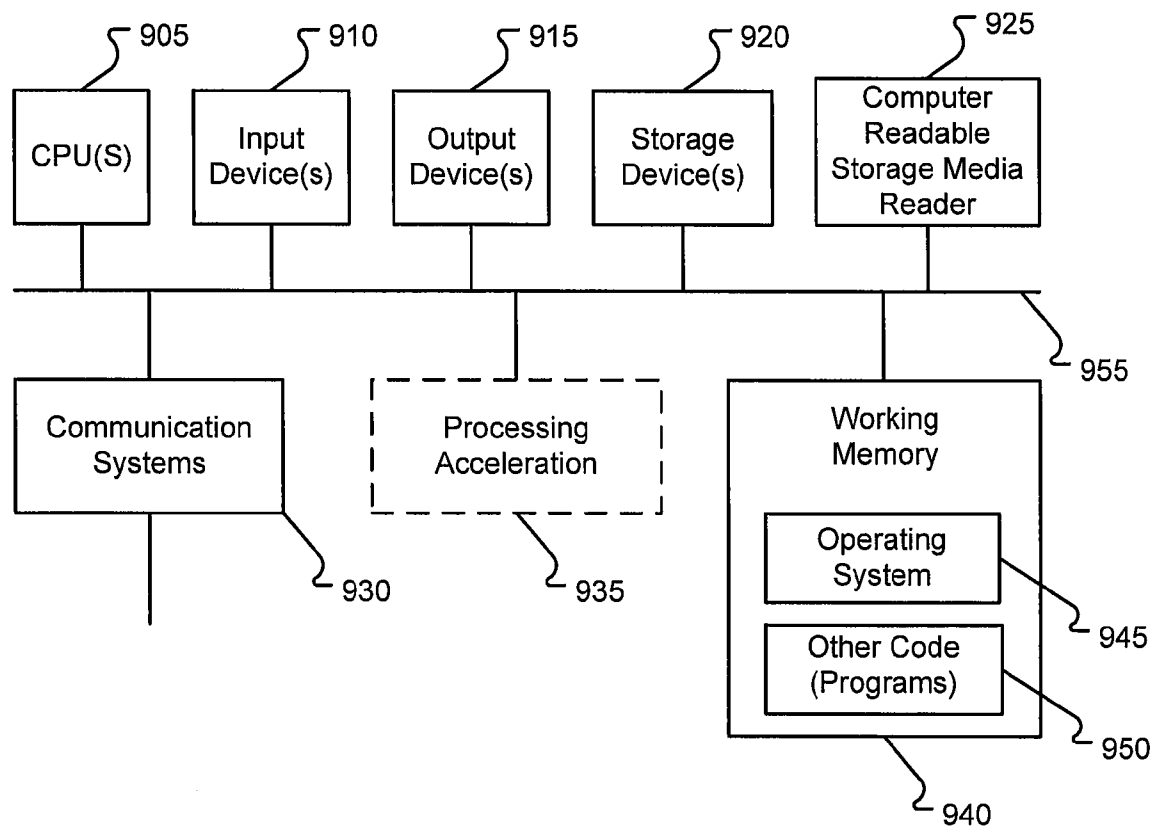 905
910
915
920
925
CPU(S)
Input
Device(s)
Output
Device(s)
Storage
Device(s)
Computer
Readable
Storage Media
Reader
955
Communication
Systems
930
Processing
Acceleration
935
Working
Memory
Operating
System
945
Other Code
(Programs)
950
940